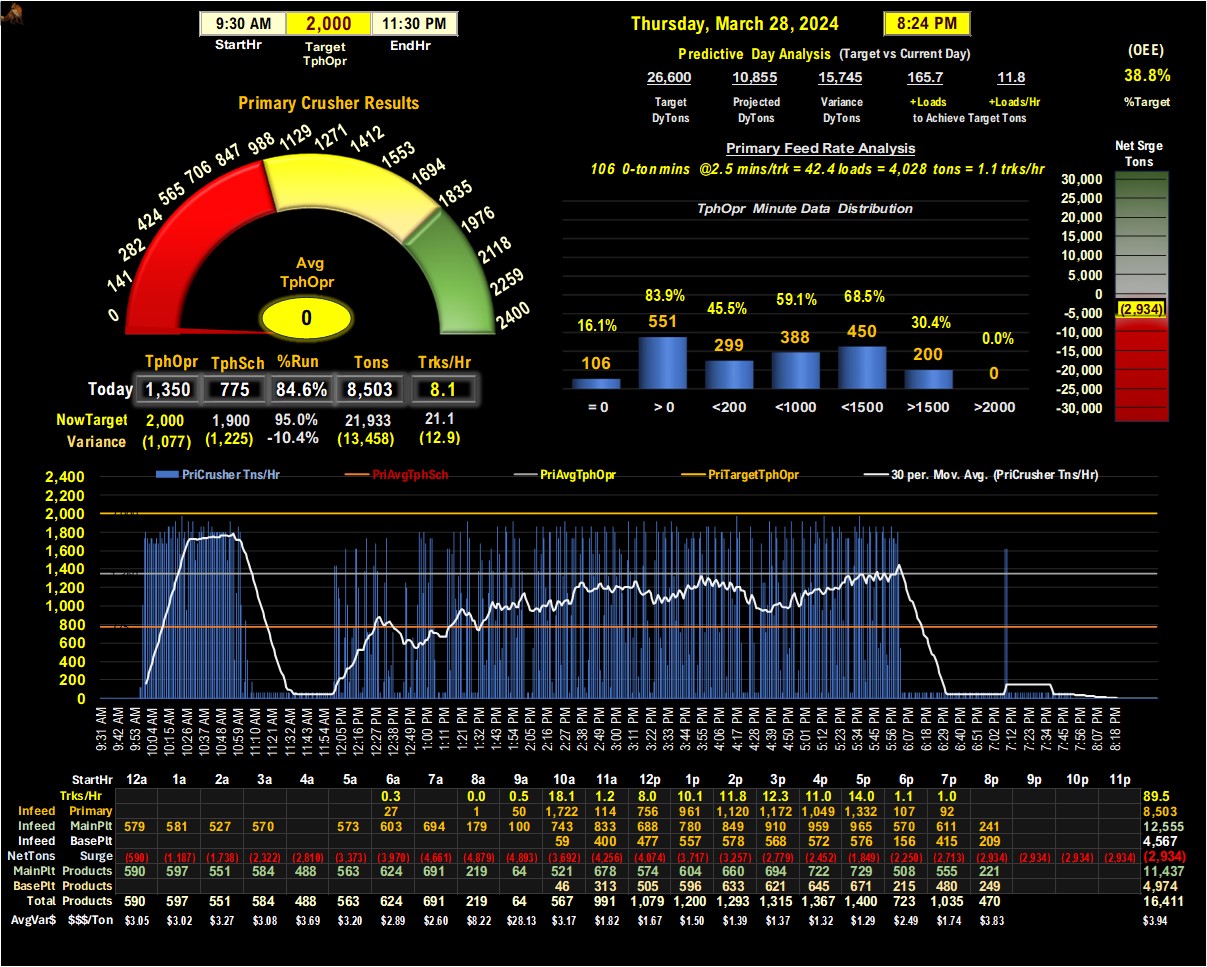 9:30 AM 2,000 11:30 PM
StartHr Target TphOpr EndHr
Thursday, March 28, 2024 8:24 PM
Predictive Day Analysis (Target vs Current Day)
26,600 10,855 15,745 165.7 11.8
Target Projected Variance +Loads +Loads/Hr
DyTons DyTons DyTons to Achieve Target Tons
(OEE)
38.8%
%Target
Primary Crusher Results
0 141 282 424 565 706 847 988 1129 1271 1412 1553 1694 1835 1976 2118 2259 2400
Avg
TphOpr
0
TphOpr TphSch %Run Tons Trks/Hr
Today 1,350 775 84.6% 8,503 8.1
NowTarget 2,000 1,900 95.0% 21,933 21.1
Variance (1,077) (1,225) -10.4% (13,458) (12.9)
Primary Feed Rate Analysis
106 0-ton mins @2.5 mins/trk = 42.4 loads = 4,028 tons = 1.1 trks/hr
TphOpr Minute Data Distribution
16.1% 83.9% 45.5% 59.1% 68.5% 30.4% 0.0%
106 551 299 388 450 200 0
= 0 > 0 <200 <1000 <1500 >1500 >2000
Net Srge
Tons
30,000
25,000
20,000
15,000
10,000
5,000
0
(2,934)
-5,000
-10,000
-15,000
-20,000
-25,000
-30,000
PriCrusher Tns/Hr PriAvgTphSch PriAvgTphOpr PriTargetTphOpr 30 per. Mov. Avg. (PriCrusher Tns/Hr)
2,400
2,200
2,000
1,800
1,600
1,400
1,200
1,000
800
600
400
200
0
9:31 AM 9:42 AM 9:53 AM 10:04 AM 10:15 AM 10:26 AM 10:37 AM 10:48 AM 10:59 AM 11:10 AM 11:21 AM 11:32 AM 11:43 AM 11:54 AM 12:05 PM 12:16 PM 12:27 PM 12:38 PM 12:49 PM 1:00 PM 1:10 PM 1:21 PM 1:32 PM 1:43 PM 1:54 PM 2:05 PM 2:16 PM 2:27 PM 2:38 PM 2:49 PM 3:00 PM 3:11 PM 3:22 PM 3:33 PM 3:44 PM 3:55 PM 4:06 PM 4:17 PM 4:28 PM 4:39 PM 4:50 PM 5:01 PM 5:12 PM 5:23 PM 5:34 PM 5:45 PM 5:56 PM 6:07 PM 6:18 PM 6:29 PM 6:40 PM 6:51 PM 7:02 PM 7:12 PM 7:23 PM 7:34 PM 7:45 PM 7:56 PM 8:07 PM 8:18 PM
StartHr 12a 1a 2a 3a 4a 5a 6a 7a 8a 9a 10a 11a 12p 1p 2p 3p 4p 5p 6p 7p 8p 9p 10p 11p
Trks/Hr 0.3 0.0 0.5 18.1 1.2 8.0 10.1 11.8 12.3 11.0 14.0 1.1 1.0 89.5
Infeed Primary 27 1 50 1,722 114 756 961 1,120 1,172 1,049 1,332 107 92 8,503
Infeed MainPlt 579 581 527 570 573 603 694 179 100 743 833 688 780 849 910 959 965 570 611 241 12,555
Infeed BasePlt 59 400 477 557 578 568 572 576 156 415 209 4,567
NetTons Surge (590) (1,187) (1,738) (2,322) (2,810) (3,373) (3,970) (4,661) (4,879) (4,893) (3,692) (4,256) (4,074) (3,717) (3,257) (2,779) (2,452) (1,849) (2,250) (2,713) (2,934) (2,934) (2,934) (2,934) (2,934)
MainPlt Products 590 597 551 584 488 563 624 691 219 64 521 678 574 604 660 694 722 729 508 555 221 11,437
BasePlt Products 46 313 505 596 633 621 645 671 215 480 249 4,974
Total Products 590 597 551 584 488 563 624 691 219 64 567 991 1,079 1,200 1,293 1,315 1,367 1,400 723 1,035 470 16,411
AvgVar$ $$$/Ton $3.05 $3.02 $3.27 $3.08 $3.69 $3.20 $2.89 $2.60 $8.22 $28.13 $3.17 $1.82 $1.67 $1.50 $1.39 $1.37 $1.32 $1.29 $2.49 $1.74 $3.83 $3.94